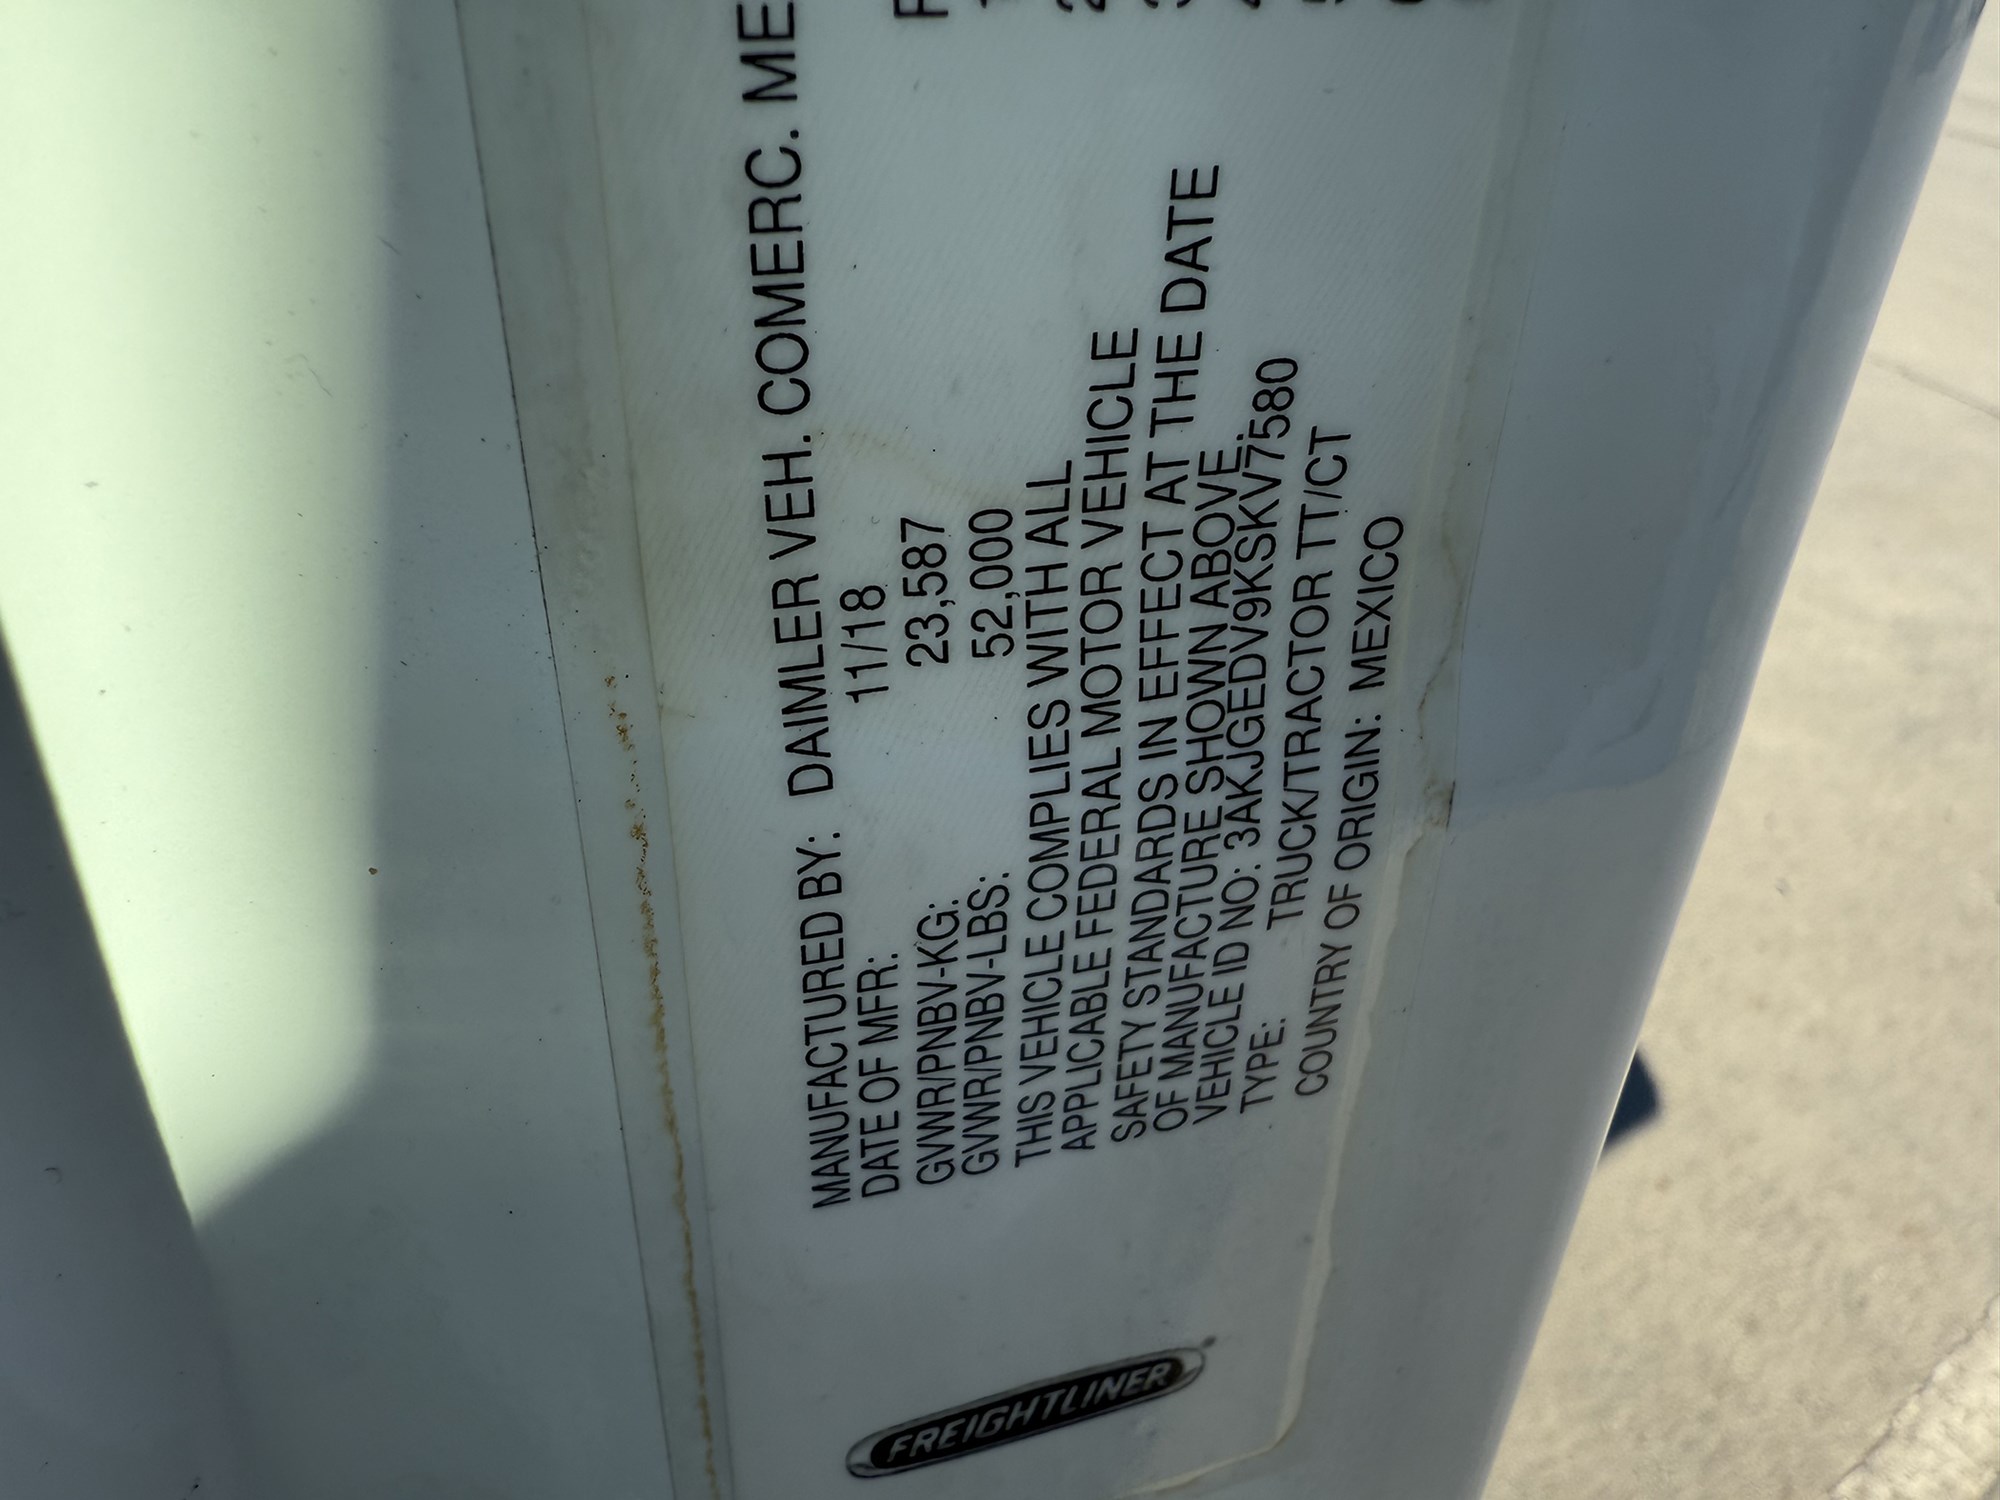 FREIGHTLINER
MANUFACTURED BY: DAIMLER VEH. COMERC. ME
DATE OF MFR: 11/18
GVWR/PNBV-KG: 23,587
GVWR/PNBV-LBS: 52,000
THIS VEHICLE COMPLIES WITH ALL
APPLICABLE FEDERAL MOTOR VEHICLE
SAFETY STANDARDS IN EFFECT AT THE DATE
OF MANUFACTURE SHOWN ABOVE.
VEHICLE ID NO: 3AKJGEDV9KSKV7580
TYPE: TRUCK/TRACTOR TT/CT
COUNTRY OF ORIGIN: MEXICO